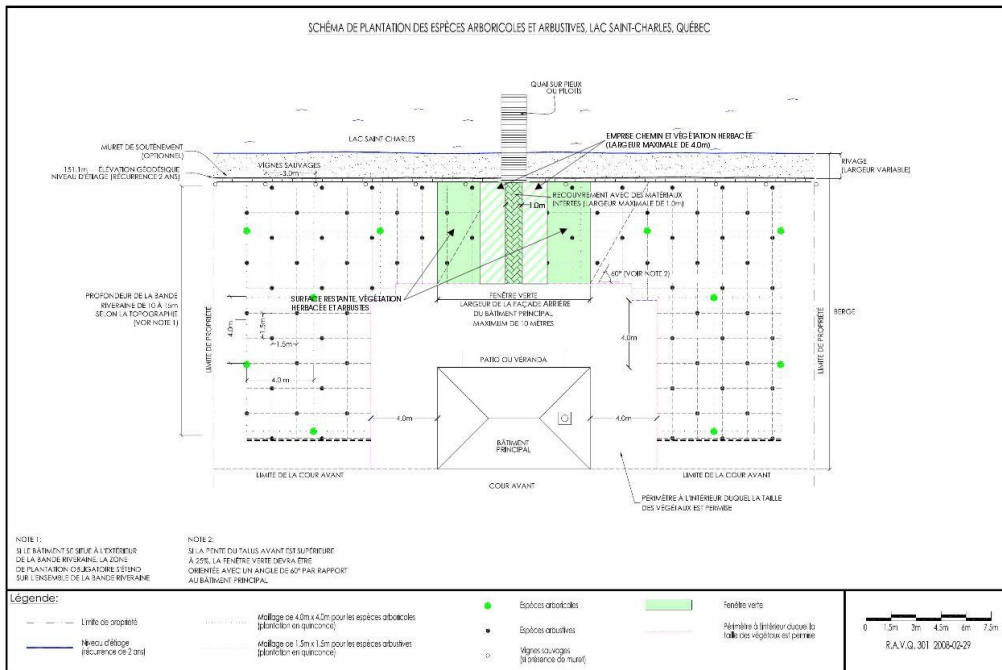 SCHÉMA DE PLANTATION DES ESPÈCES ARBORICOLES ET ARBUSTIVES, LAC SAINT-CHARLES, QUÉBEC
QUAI SUR PIEUX
OU PILOTIS
LAC SAINT CHARLES
EMPRISE CHEMIN ET VÉGÉTATION HERBACÉE
(LARGEUR MAXIMALE DE 4.0m)
MURET DE SOUTÈNEMENT
(OPTIONNEL)
151.1m ÉLÉVATION GÉODÉSIQUE
NIVEAU D'ÉTIAGE (RÉCURRENCE 2 ANS)
VIGNES SAUVAGES
3.0m
RIVAGE
(LARGEUR VARIABLE)
RECOUVREMENT AVEC DES MATÉRIAUX
INTERTES (LARGEUR MAXIMALE DE 1.0m)
1.0m
60° (VOIR NOTE 2)
SURFACE RESTANTE, VÉGÉTATION
HERBACÉE ET ARBUSTES
FENÊTRE VERTE
LARGEUR DE LA FAÇADE ARRIÈRE
DU BÂTIMENT PRINCIPAL
MAXIMUM DE 10 MÈTRES
PROFONDEUR DE LA BANDE
RIVERAINE DE 10 À 15m
SELON LA TOPOGRAPHIE
(VOIR NOTE 1)
LIMITE DE PROPRIÉTÉ
4.0m
1.5m
1.5m
4.0 m
4.0m
LIMITE DE PROPRIÉTÉ
BERGE
PATIO OU VÉRANDA
4.0m
4.0m
BÂTIMENT
PRINCIPAL
LIMITE DE LA COUR AVANT
COUR AVANT
LIMITE DE LA COUR AVANT
PÉRIMÈTRE À L'INTÉRIEUR DUQUEL LA TAILLE
DES VÉGÉTAUX EST PERMISE
NOTE 1:
SI LE BÂTIMENT SE SITUE À L'EXTÉRIEUR
DE LA BANDE RIVERAINE, LA ZONE
DE PLANTATION OBLIGATOIRE S'ÉTEND
SUR L'ENSEMBLE DE LA BANDE RIVERAINE
NOTE 2:
SI LA PENTE DU TALUS AVANT EST SUPÉRIEURE
À 25%, LA FENÊTRE VERTE DEVRA ÊTRE
ORIENTÉE AVEC UN ANGLE DE 60° PAR RAPPORT
AU BÂTIMENT PRINCIPAL
Légende:
Limite de propriété
Niveau d'étiage
(récurrence de 2 ans)
Maillage de 4.0m x 4.0m pour les espèces arboricoles
(plantation en quinconce)
Maillage de 1.5m x 1.5m pour les espèces arbustives
(plantation en quinconce)
Espèces arboricoles
Espèces arbustives
Vignes sauvages
(si présence de muret)
Fenêtre verte
Périmètre à l'intérieur duquel la
taille des végétaux est permise
0 1.5m 3m 4.5m 6m 7.5m
R.A.V.Q. 301 2008-02-29